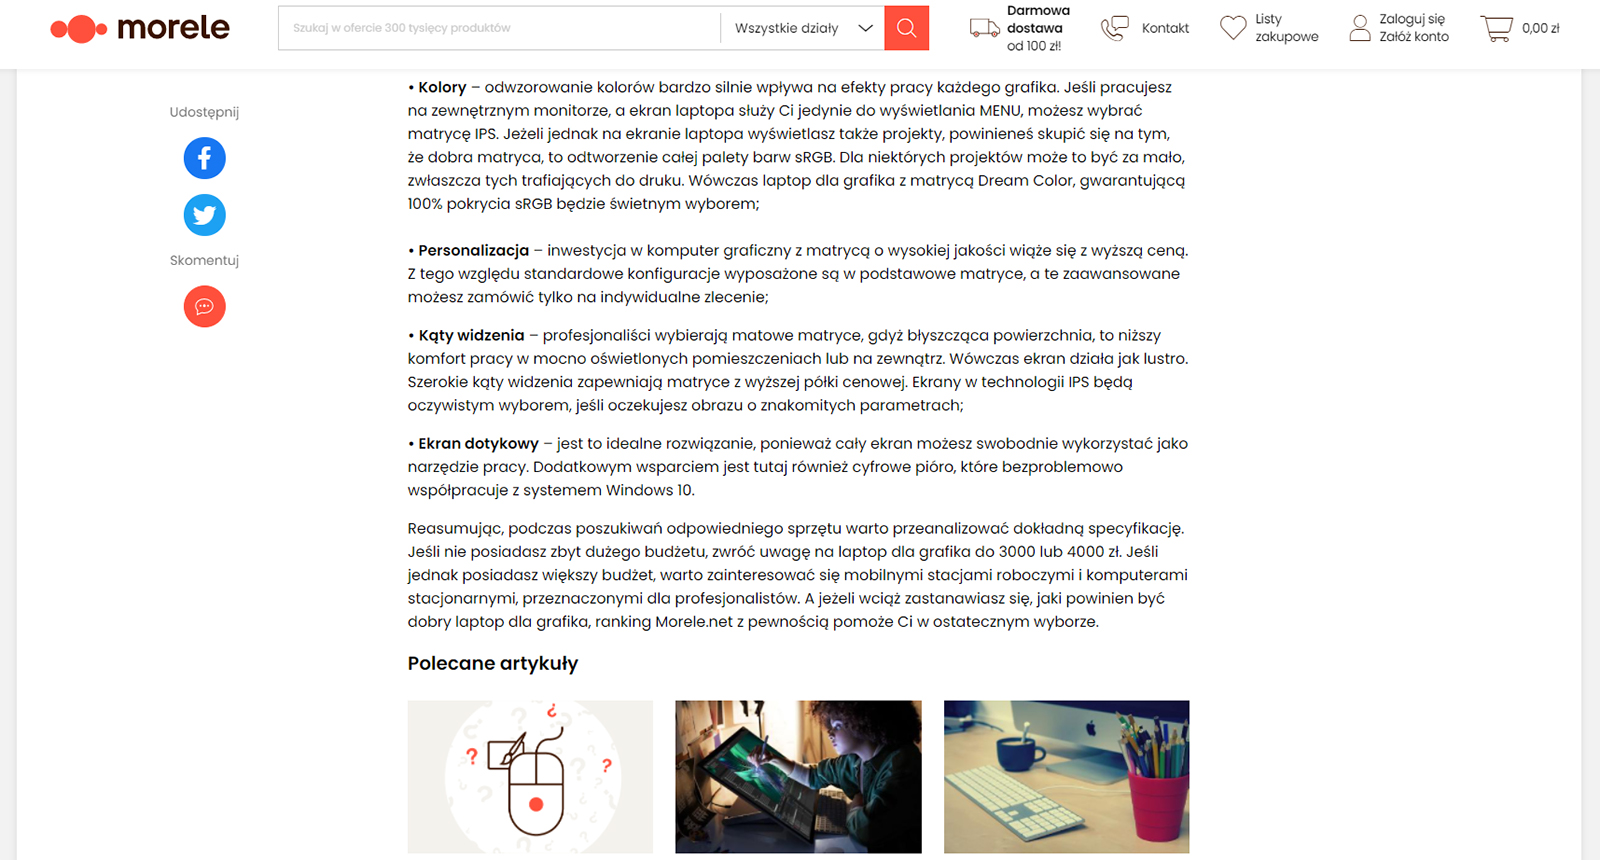 morele
Szukaj w ofercie 300 tysięcy produktów
Wszystkie działy
Darmowa
dostawa
od 100 zł!
Kontakt
Listy
zakupowe
Zaloguj się
Załóż konto
0,00 zł
Udostępnij
Skomentuj
• Kolory – odwzorowanie kolorów bardzo silnie wpływa na efekty pracy każdego grafika. Jeśli pracujesz
na zewnętrznym monitorze, a ekran laptopa służy Ci jedynie do wyświetlania MENU, możesz wybrać
matrycę IPS. Jeżeli jednak na ekranie laptopa wyświetlasz także projekty, powinieneś skupić się na tym,
że dobra matryca, to odtworzenie całej palety barw sRGB. Dla niektórych projektów może to być za mało,
zwłaszcza tych trafiających do druku. Wówczas laptop dla grafika z matrycą Dream Color, gwarantującą
100% pokrycia sRGB będzie świetnym wyborem;
• Personalizacja – inwestycja w komputer graficzny z matrycą o wysokiej jakości wiąże się z wyższą ceną.
Z tego względu standardowe konfiguracje wyposażone są w podstawowe matryce, a te zaawansowane
możesz zamówić tylko na indywidualne zlecenie;
• Kąty widzenia – profesjonaliści wybierają matowe matryce, gdyż błyszcząca powierzchnia, to niższy
komfort pracy w mocno oświetlonych pomieszczeniach lub na zewnątrz. Wówczas ekran działa jak lustro.
Szerokie kąty widzenia zapewniają matryce z wyższej półki cenowej. Ekrany w technologii IPS będą
oczywistym wyborem, jeśli oczekujesz obrazu o znakomitych parametrach;
• Ekran dotykowy – jest to idealne rozwiązanie, ponieważ cały ekran możesz swobodnie wykorzystać jako
narzędzie pracy. Dodatkowym wsparciem jest tutaj również cyfrowe pióro, które bezproblemowo
współpracuje z systemem Windows 10.
Reasumując, podczas poszukiwań odpowiedniego sprzętu warto przeanalizować dokładną specyfikację.
Jeśli nie posiadasz zbyt dużego budżetu, zwróć uwagę na laptop dla grafika do 3000 lub 4000 zł. Jeśli
jednak posiadasz większy budżet, warto zainteresować się mobilnymi stacjami roboczymi i komputerami
stacjonarnymi, przeznaczonymi dla profesjonalistów. A jeżeli wciąż zastanawiasz się, jaki powinien być
dobry laptop dla grafika, ranking Morele.net z pewnością pomoże Ci w ostatecznym wyborze.
Polecane artykuły